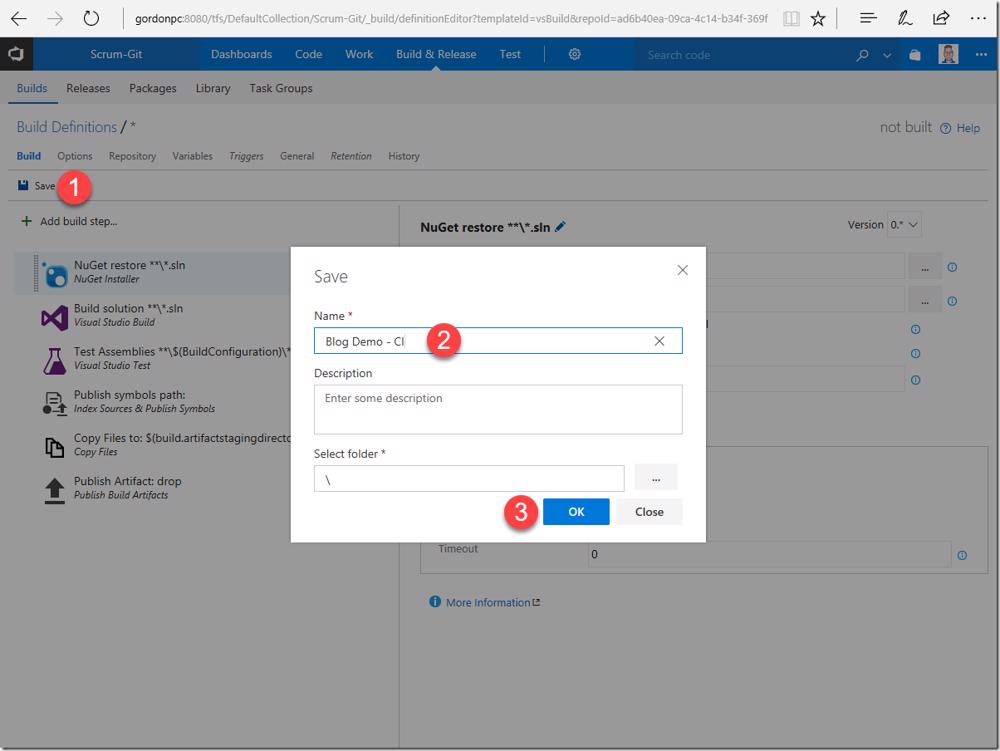 gordonpc:8080/tfs/DefaultCollection/Scrum-Git/_build/definitionEditor?templateId=vsBuild&repoId=ad6b40ea-09ca-4c14-b34f-369f
Scrum-Git Dashboards Code Work Build & Release Test Search code
Builds Releases Packages Library Task Groups
Build Definitions / * not built Help
Build Options Repository Variables Triggers General Retention History
Save 1
Add build step...
NuGet restore **\*.sln Version 0.*
NuGet restore **\*.sln
NuGet Installer
...
Build solution **\*.sln
Visual Studio Build
...
Test Assemblies **\$(BuildConfiguration)\*
Visual Studio Test
Publish symbols path:
Index Sources & Publish Symbols
Copy Files to: $(build.artifactstagingdirecto
Copy Files
Publish Artifact: drop
Publish Build Artifacts
Save
Name *
Blog Demo - CI 2
Description
Enter some description
Select folder *
\ ...
3 OK Close
Timeout 0
More Information